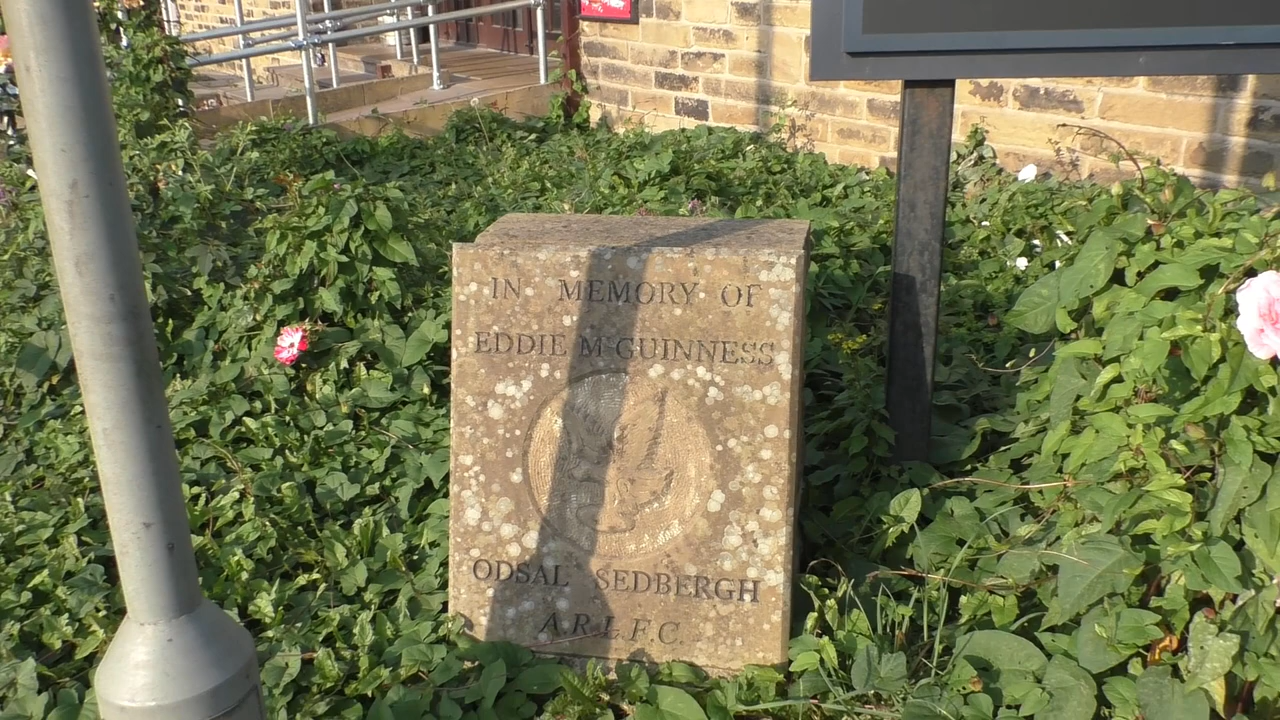 IN MEMORY OF
EDDIE McGUINNESS
ODSAL SEDBERGH
A.R.L.F.C.